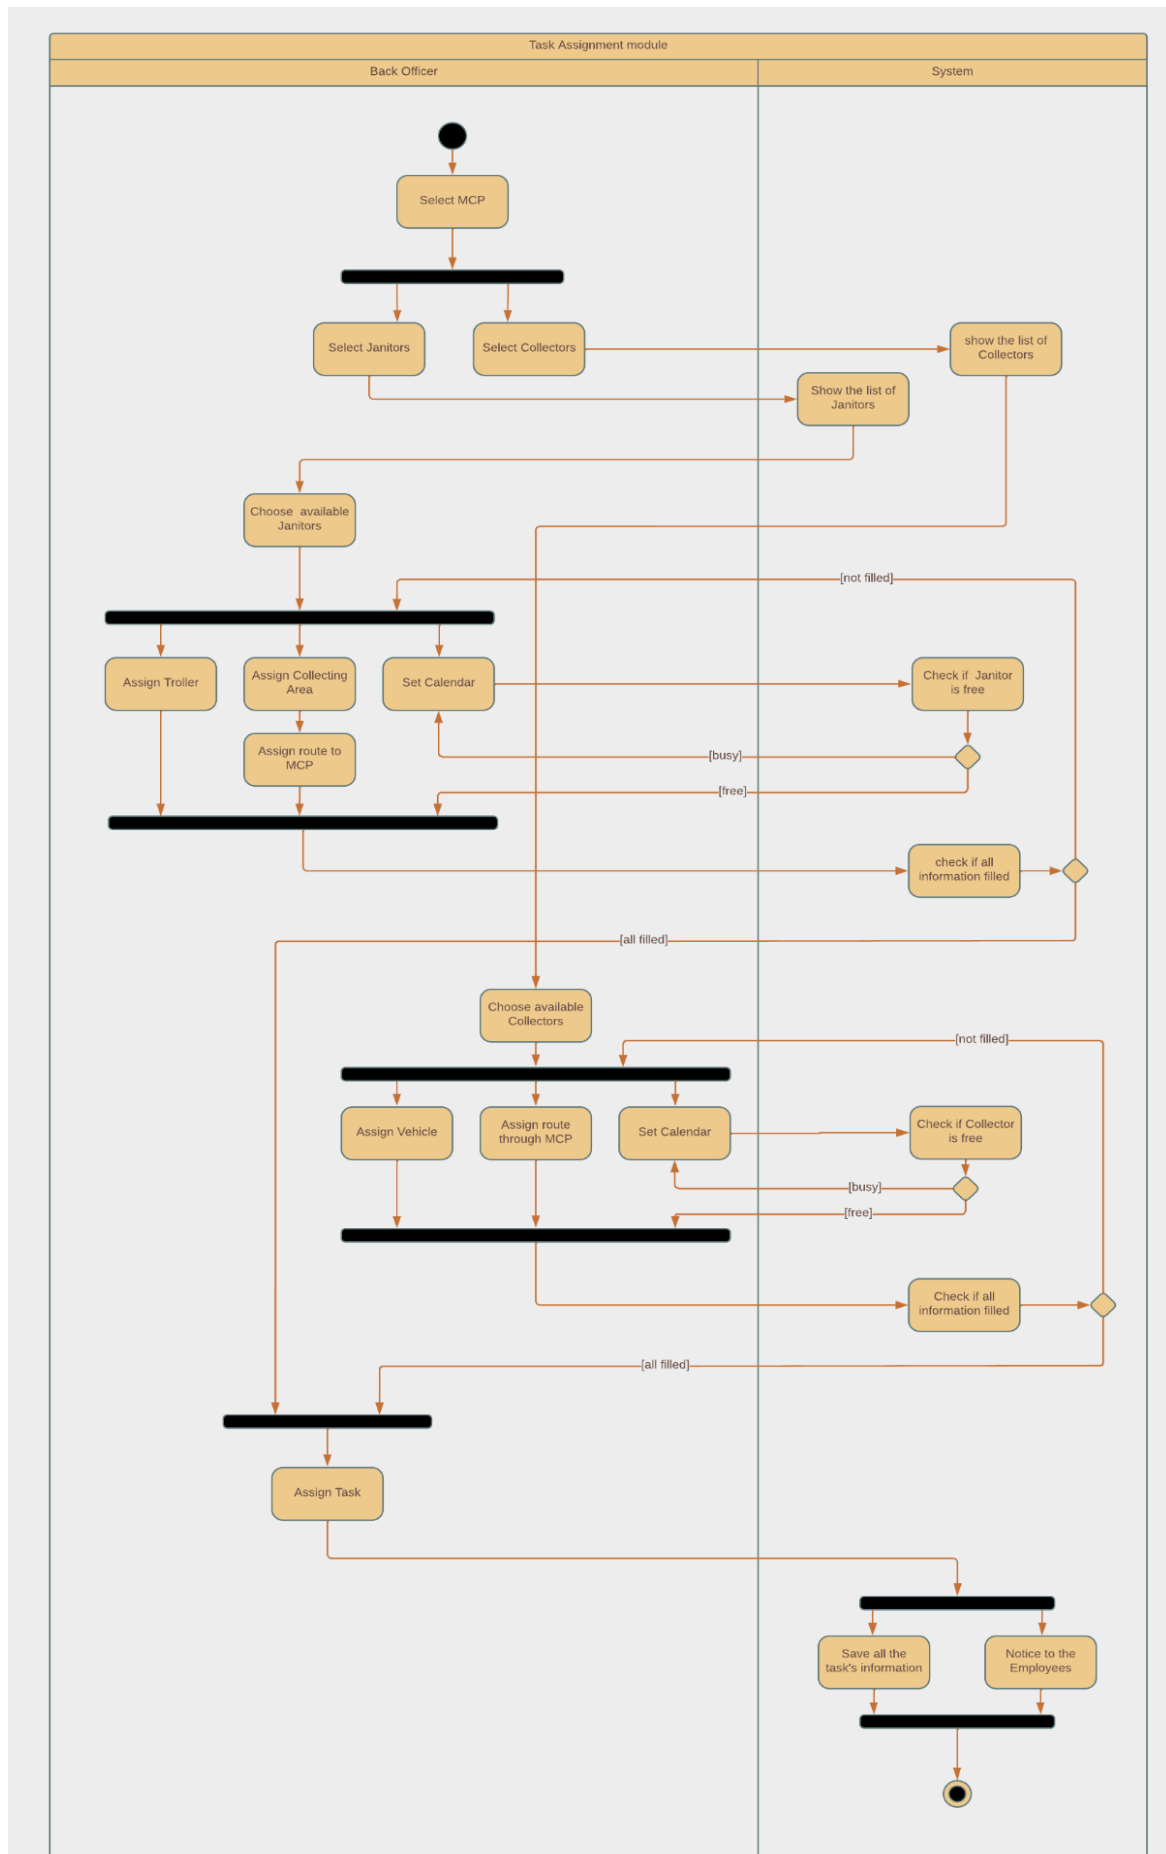 Task Assignment module
Back Officer
System
Select MCP
Select Janitors
Select Collectors
show the list of
Collectors
Show the list of
Janitors
Choose  available
Janitors
[not filled]
Assign Troller
Assign Collecting
Area
Set Calendar
Check if  Janitor
is free
Assign route to
MCP
[busy]
[free]
check if all
information filled
[all filled]
Choose available
Collectors
[not filled]
Assign Vehicle
Assign route
through MCP
Set Calendar
Check if Collector
is free
[busy]
[free]
Check if all
information filled
[all filled]
Assign Task
Save all the
task's information
Notice to the
Employees